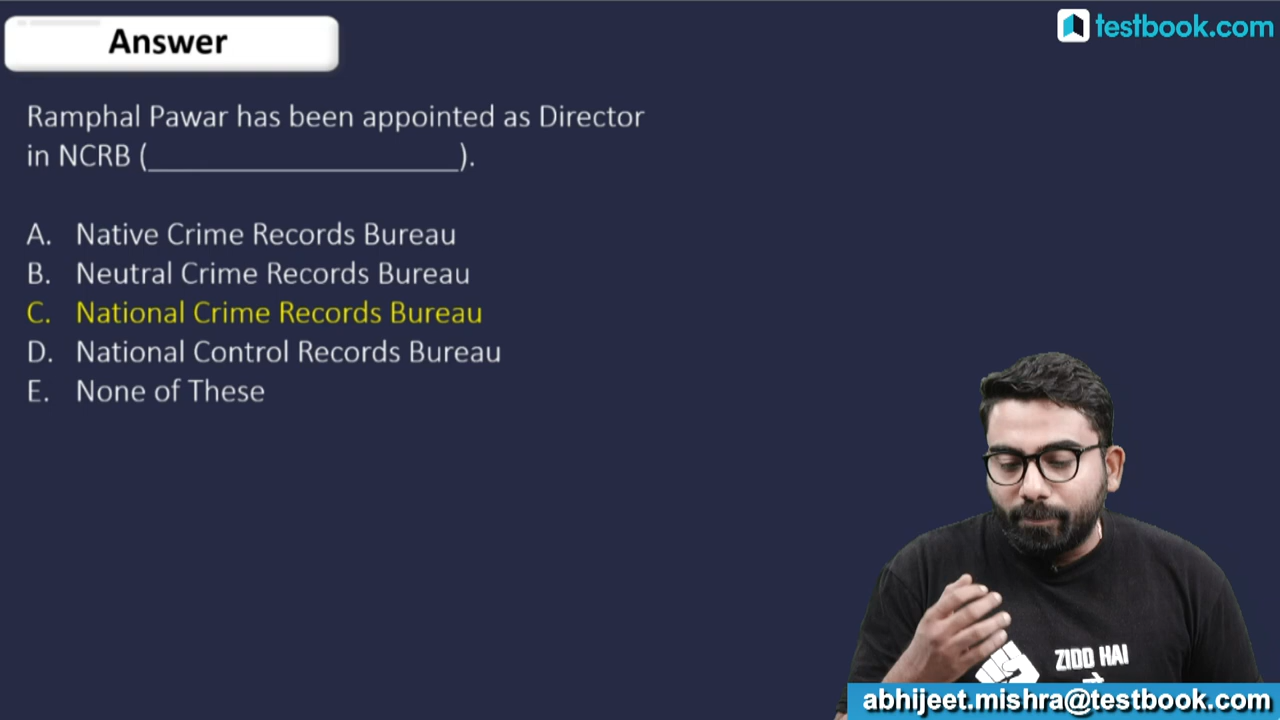 Answer
testbook.com
Ramphal Pawar has been appointed as Director
in NCRB (____________________).
A. Native Crime Records Bureau
B. Neutral Crime Records Bureau
C. National Crime Records Bureau
D. National Control Records Bureau
E. None of These
ZIDD HAI
abhijeet.mishra@testbook.com